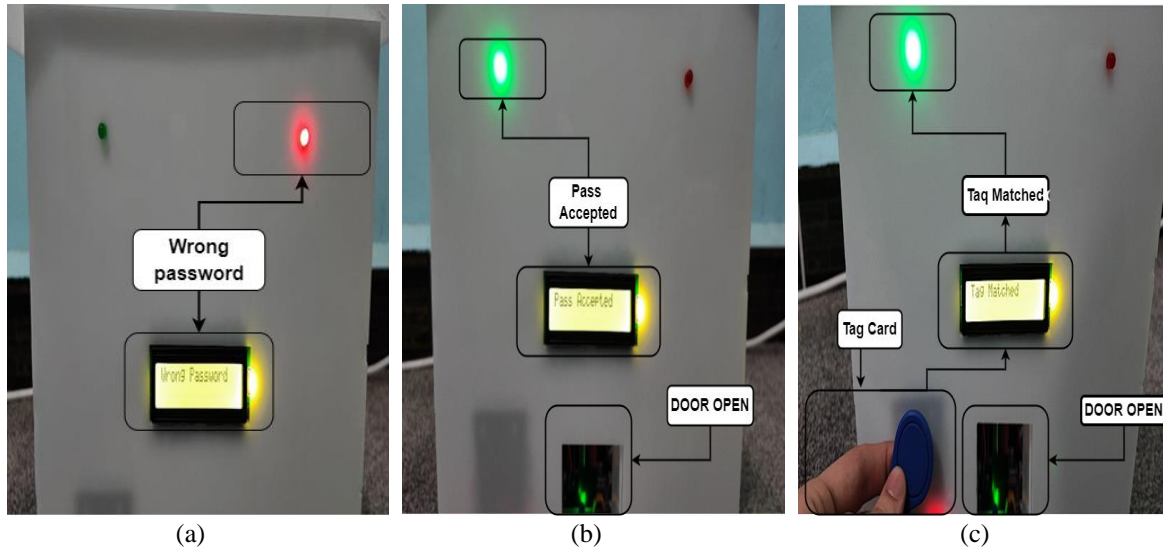 Wrong
password
Wrong Password
(a)
Pass
Accepted
Pass Accepted
DOOR OPEN
(b)
Taq Matched
Tag Matched
Tag Card
DOOR OPEN
(c)